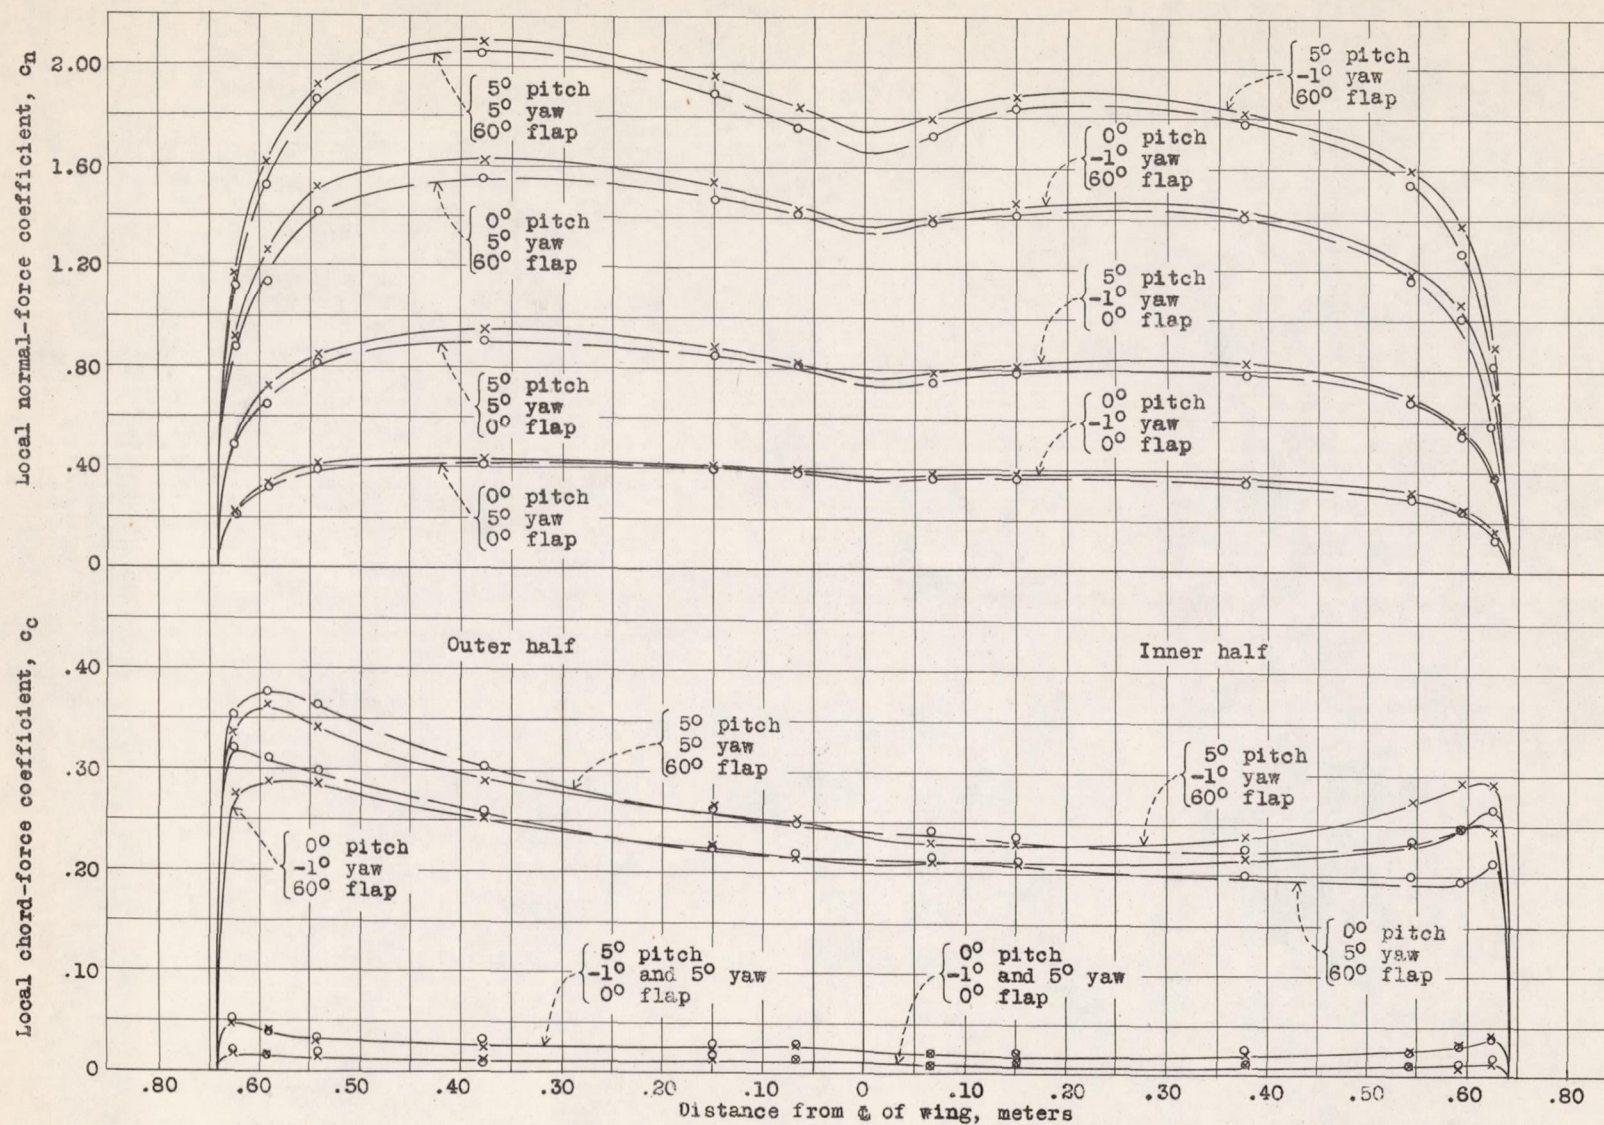 Local normal-force coefficient, cn
2.00
1.60
1.20
.80
.40
0
5° pitch
5° yaw
60° flap
5° pitch
-1° yaw
60° flap
0° pitch
-1° yaw
60° flap
0° pitch
5° yaw
60° flap
5° pitch
-1° yaw
0° flap
5° pitch
5° yaw
0° flap
0° pitch
-1° yaw
0° flap
0° pitch
5° yaw
0° flap
Outer half
Inner half
Local chord-force coefficient, cc
.40
.30
.20
.10
0
5° pitch
5° yaw
60° flap
5° pitch
-1° yaw
60° flap
0° pitch
-1° yaw
60° flap
0° pitch
5° yaw
60° flap
5° pitch
-1° and 5° yaw
0° flap
0° pitch
-1° and 5° yaw
0° flap
.80 .60 .50 .40 .30 .20 .10 0 .10 .20 .30 .40 .50 .60 .80
Distance from ℄ of wing, meters